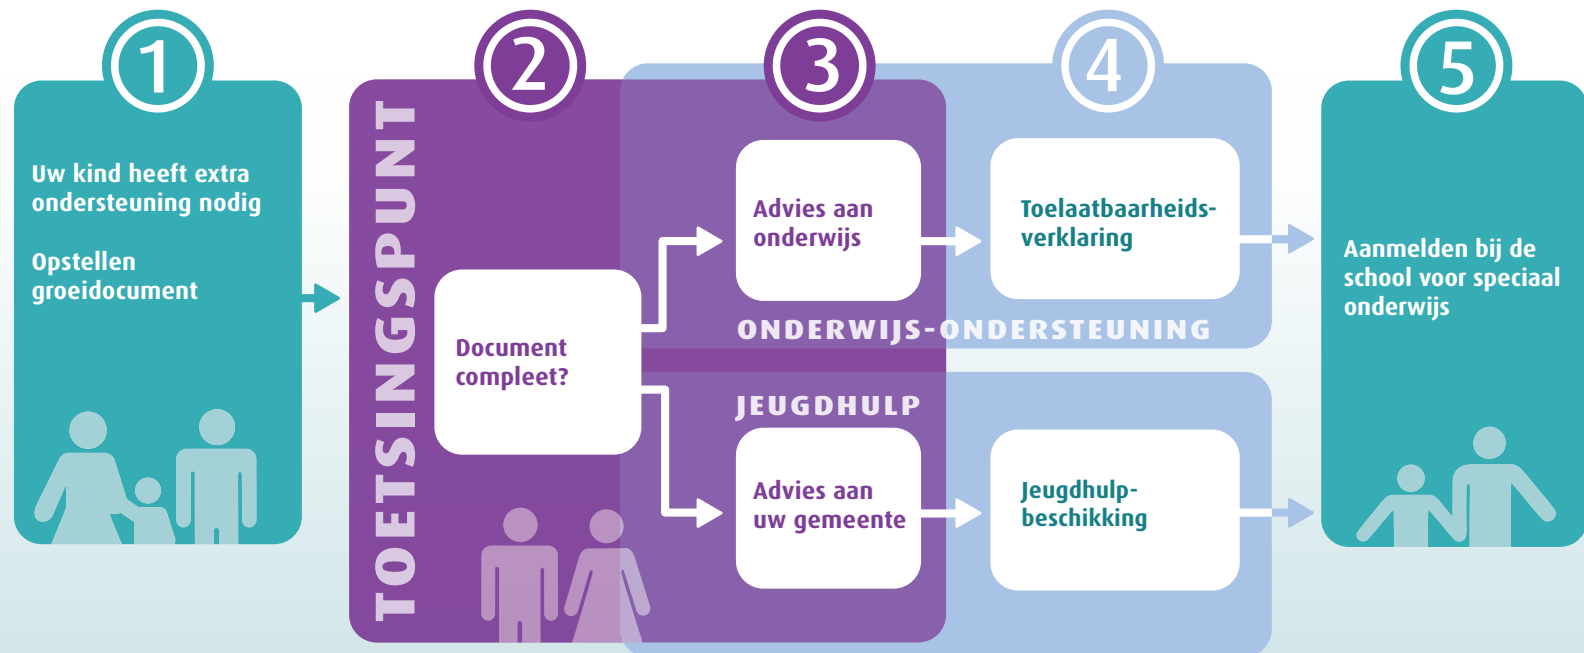 1
Uw kind heeft extra
ondersteuning nodig
Opstellen
groeidocument
2
TOETSINGSPUNT
Document
compleet?
3
Advies aan
onderwijs
ONDERWIJS-ONDERSTEUNING
JEUGDHULP
Advies aan
uw gemeente
4
Toelaatbaarheids-
verklaring
Jeugdhulp-
beschikking
5
Aanmelden bij de
school voor speciaal
onderwijs